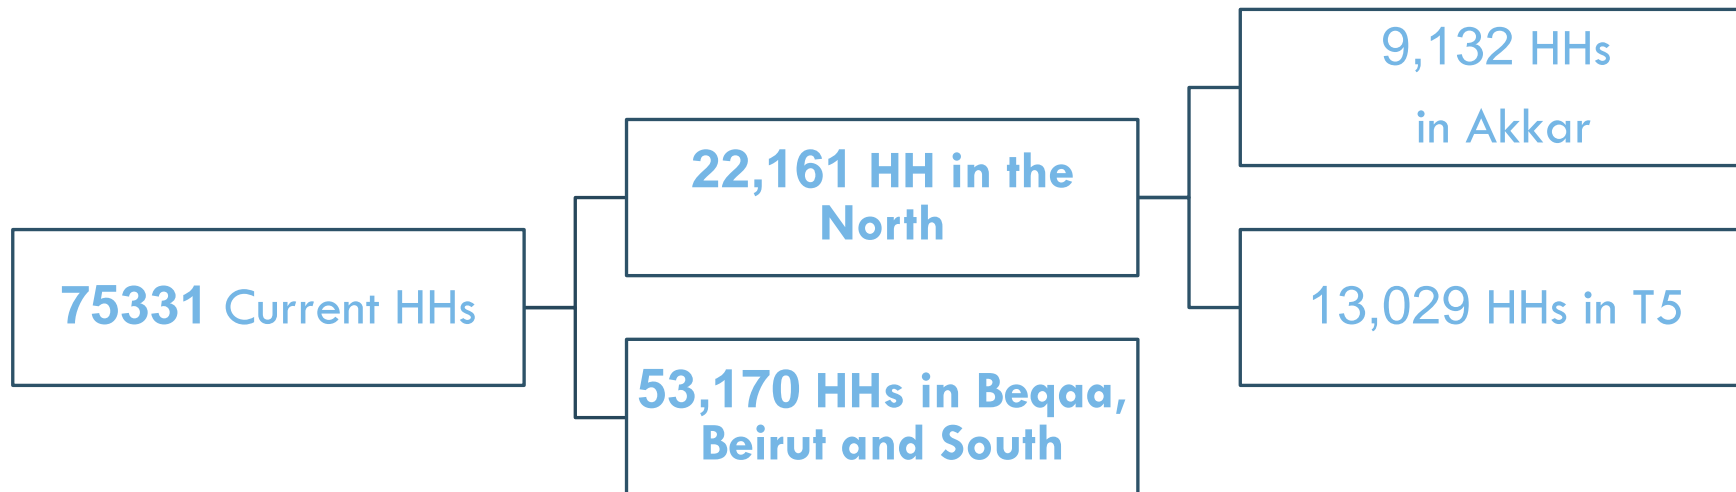 75331 Current HHs
22,161 HH in the
North
53,170 HHs in Beqaa,
Beirut and South
9,132 HHs
in Akkar
13,029 HHs in T5